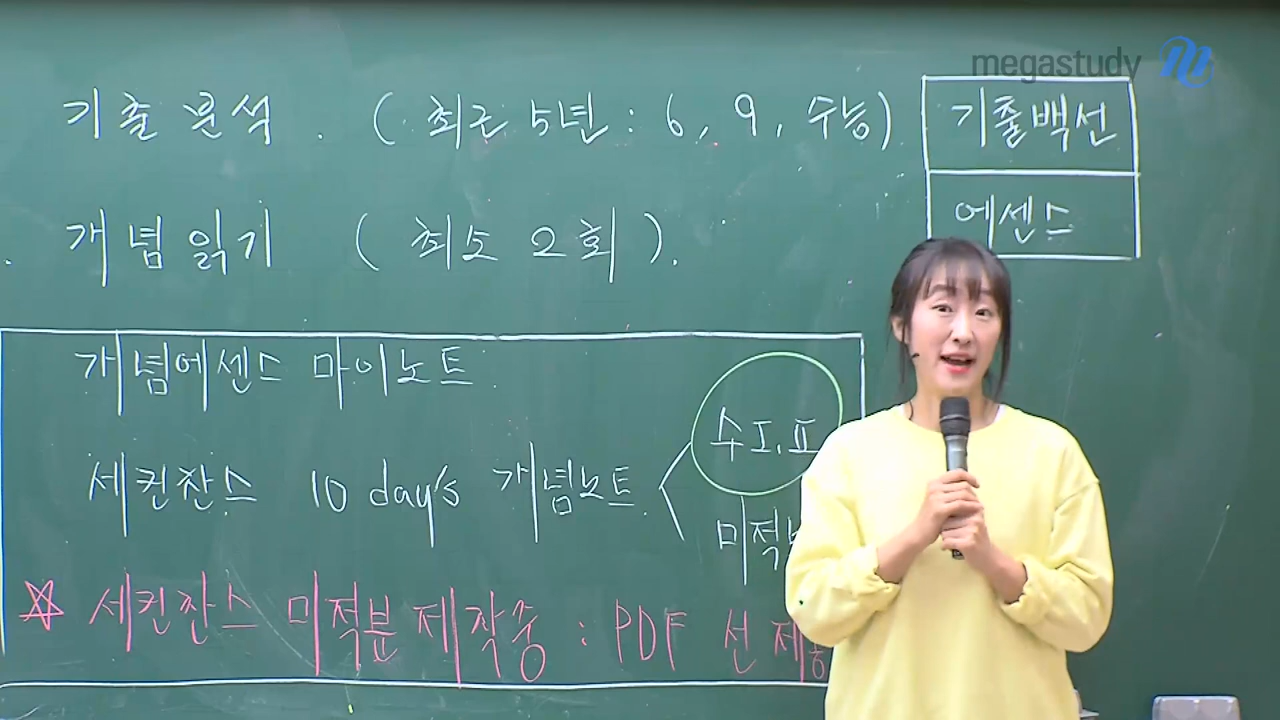 megastudy
기출 분석 . ( 최근 5년 : 6, 9, 수능) 기출백선
개념 읽기 ( 최소 2회 ). 에센스
개념에센스 마이노트
수I.II
세컨찬스 10 day's 개념노트.
세컨찬스 미적분 제작중 : PDF 선